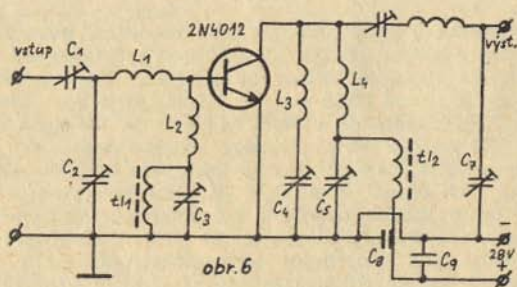 2N4012
vstup
C1
L1
výst.
L2
L3
L4
C2
tl1
C3
C4
C5
tl2
C7
C8
C9
−
28V
+
obr.6